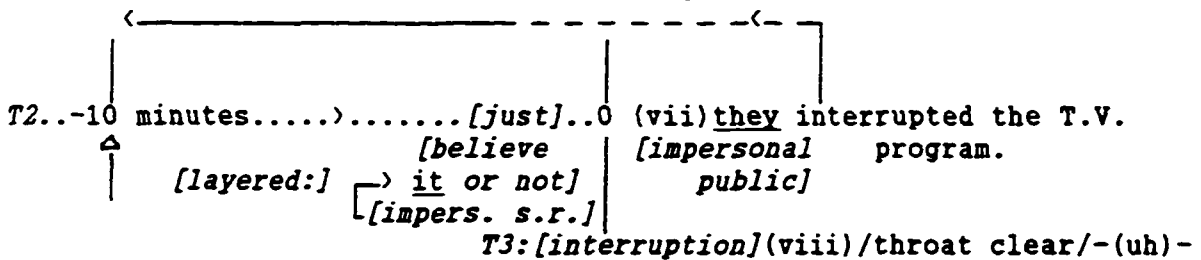 T2..-10 minutes.....>........[just]..0 (vii)they interrupted the T.V.
[believe [impersonal program.
[layered:] it or not] public]
[impers. s.r.]
T3:[interruption](viii)/throat clear/-(uh)-